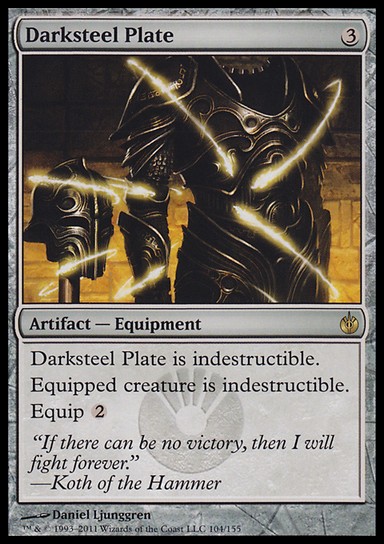 Darksteel Plate 3
Artifact — Equipment
Darksteel Plate is indestructible.
Equipped creature is indestructible.
Equip 2
“If there can be no victory, then I will
fight forever.”
—Koth of the Hammer
Daniel Ljunggren
™ & © 1993–2011 Wizards of the Coast LLC 104/155